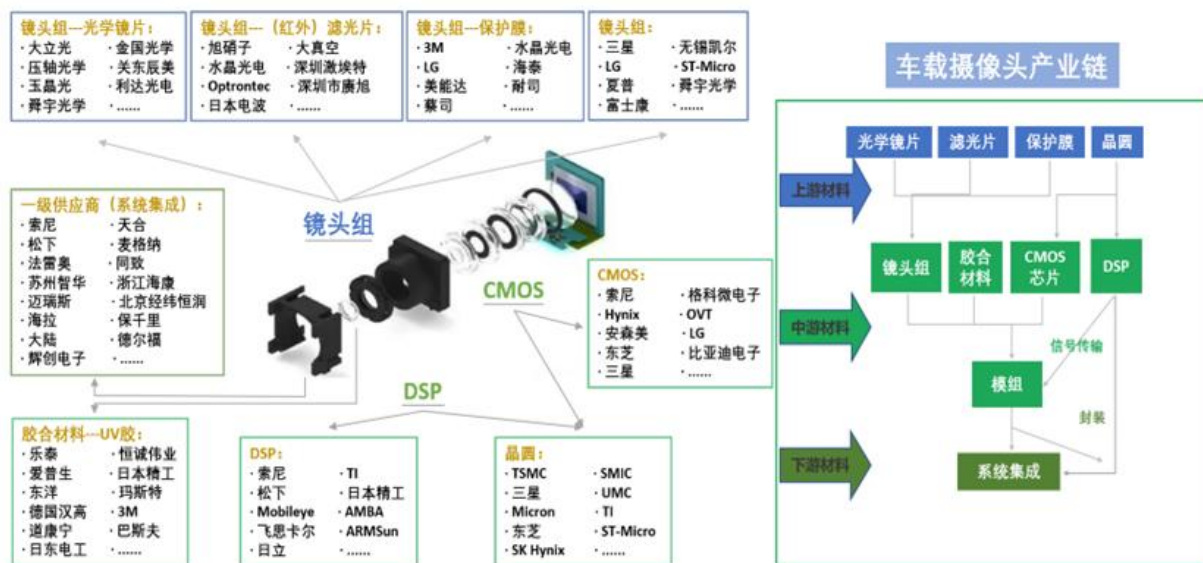 镜头组---光学镜片：
·大立光 ·金国光学
·压轴光学 ·关东辰美
·玉晶光 ·利达光电
·舜宇光学 ·......
镜头组---（红外）滤光片：
·旭硝子 ·大真空
·水晶光电 ·深圳激埃特
·Optrontec ·深圳市赓旭
·日本电波 ·......
镜头组---保护膜：
·3M ·水晶光电
·LG ·海泰
·美能达 ·耐司
·蔡司 ·......
镜头组：
·三星 ·无锡凯尔
·LG ·ST-Micro
·夏普 ·舜宇光学
·富士康 ·......
一级供应商（系统集成）：
·索尼 ·天合
·松下 ·麦格纳
·法雷奥 ·同致
·苏州智华 ·浙江海康
·迈瑞斯 ·北京经纬恒润
·海拉 ·保千里
·大陆 ·德尔福
·辉创电子 ·......
镜头组
CMOS
DSP
CMOS：
·索尼 ·格科微电子
·Hynix ·OVT
·安森美 ·LG
·东芝 ·比亚迪电子
·三星 ·......
胶合材料---UV胶：
·乐泰 ·恒诚伟业
·爱普生 ·日本精工
·东洋 ·玛斯特
·德国汉高 ·3M
·道康宁 ·巴斯夫
·日东电工 ·......
DSP：
·索尼 ·TI
·松下 ·日本精工
·Mobileye ·AMBA
·飞思卡尔 ·ARMSun
·日立 ·......
晶圆：
·TSMC ·SMIC
·三星 ·UMC
·Micron ·TI
·东芝 ·ST-Micro
·SK Hynix ·......
车载摄像头产业链
光学镜片 滤光片 保护膜 晶圆
上游材料
镜头组 胶合材料 CMOS芯片 DSP
中游材料
信号传输
模组
封装
下游材料
系统集成